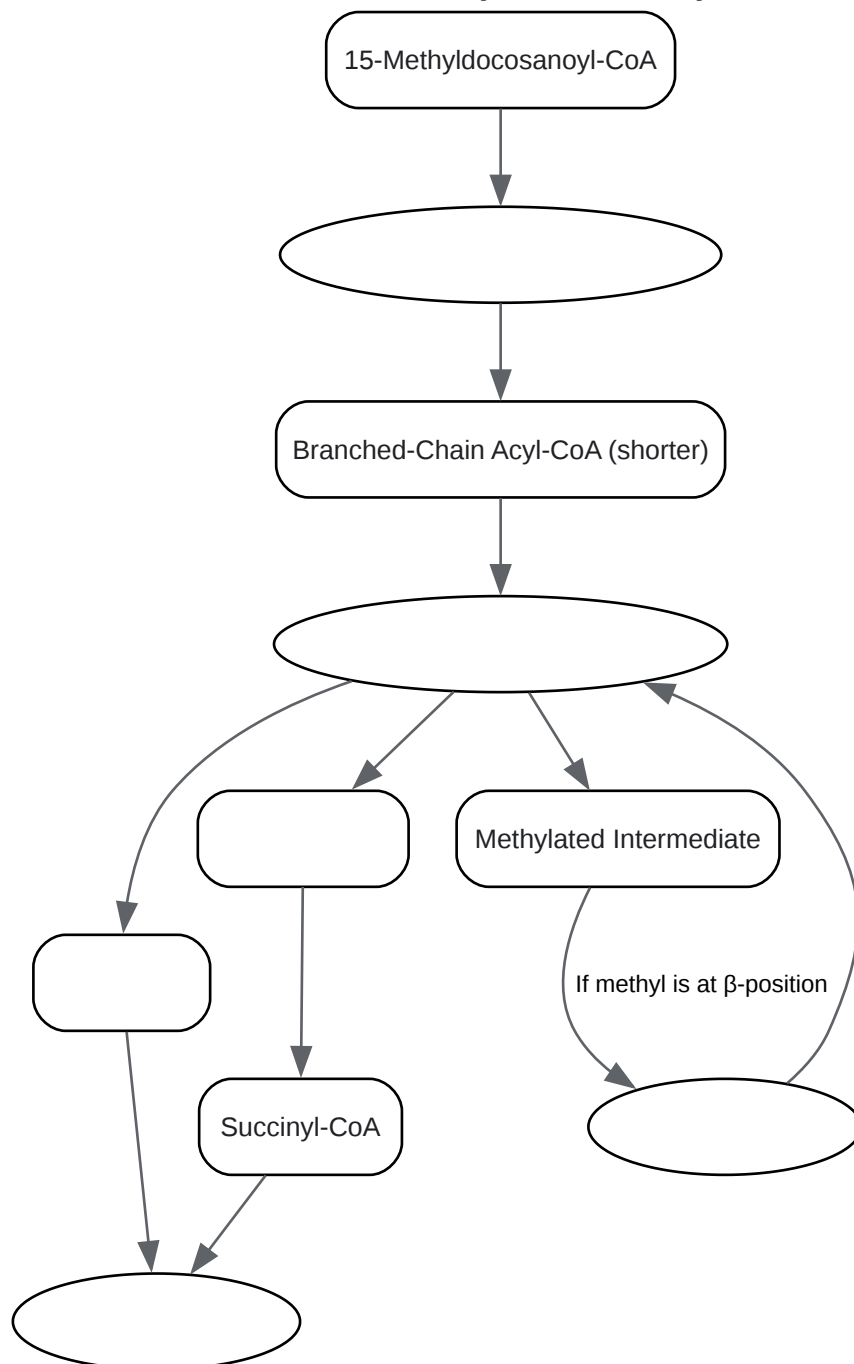 15-Methyldocosanoyl-CoA
Branched-Chain Acyl-CoA (shorter)
Methylated Intermediate
If methyl is at β-position
Succinyl-CoA